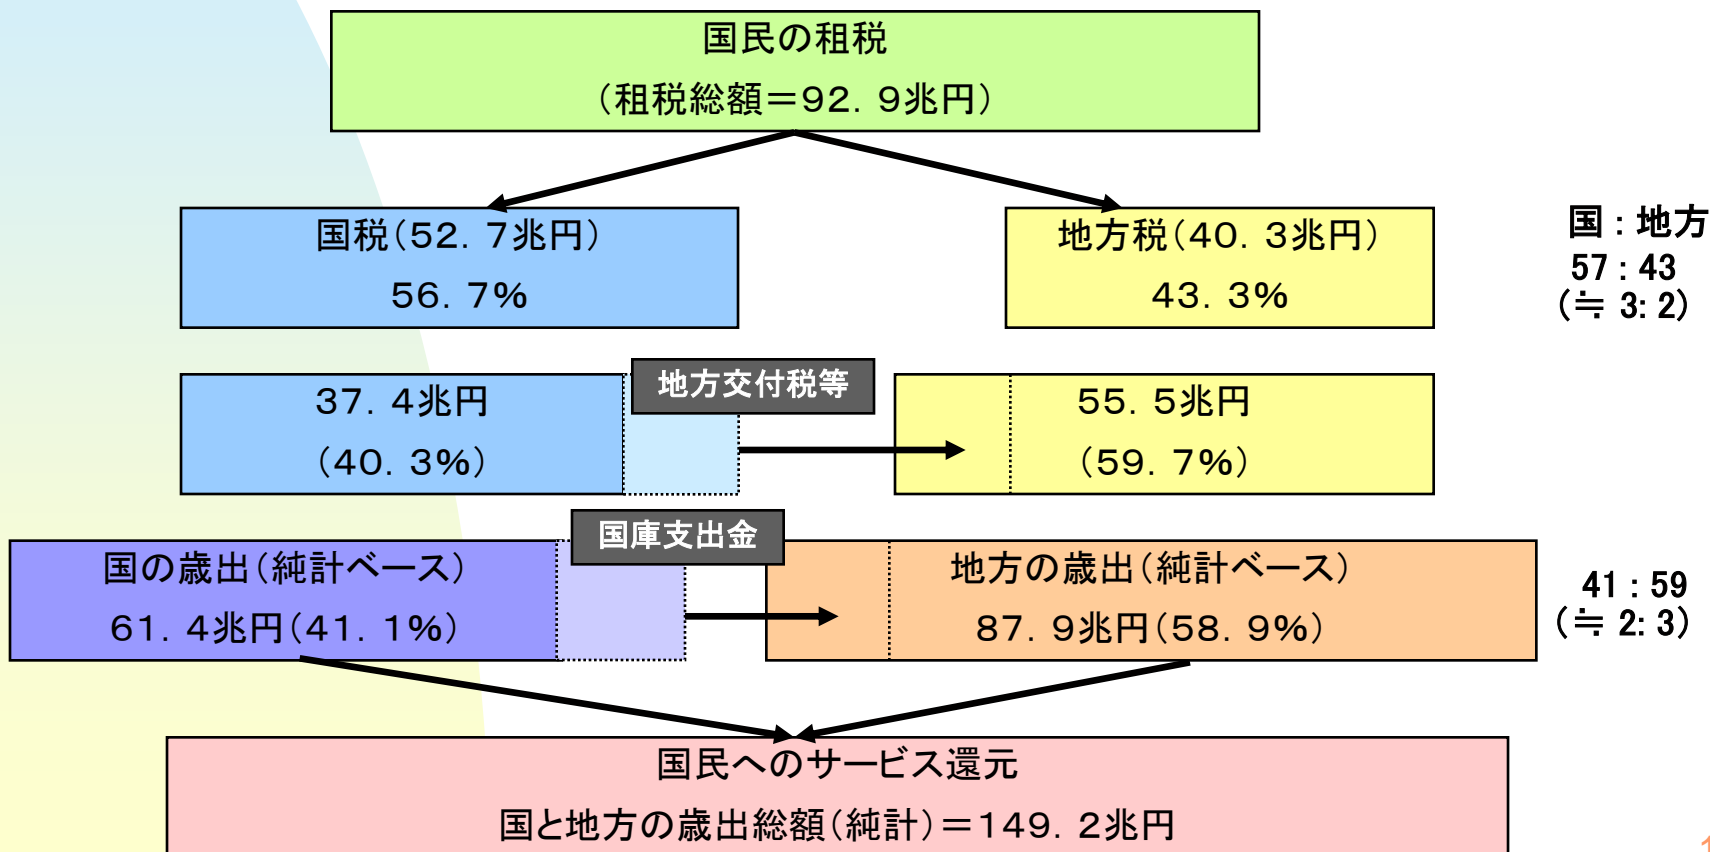 国民の租税
（租税総額＝９２．９兆円）
国税（５２．７兆円）
５６．７％
地方税（４０．３兆円）
４３．３％
国：地方
57：43
（≒ 3：2）
地方交付税等
３７．４兆円
（４０．３％）
５５．５兆円
（５９．７％）
国庫支出金
国の歳出（純計ベース）
６１．４兆円（４１．１％）
地方の歳出（純計ベース）
８７．９兆円（５８．９％）
41：59
（≒ 2：3）
国民へのサービス還元
国と地方の歳出総額（純計）＝１４９．２兆円